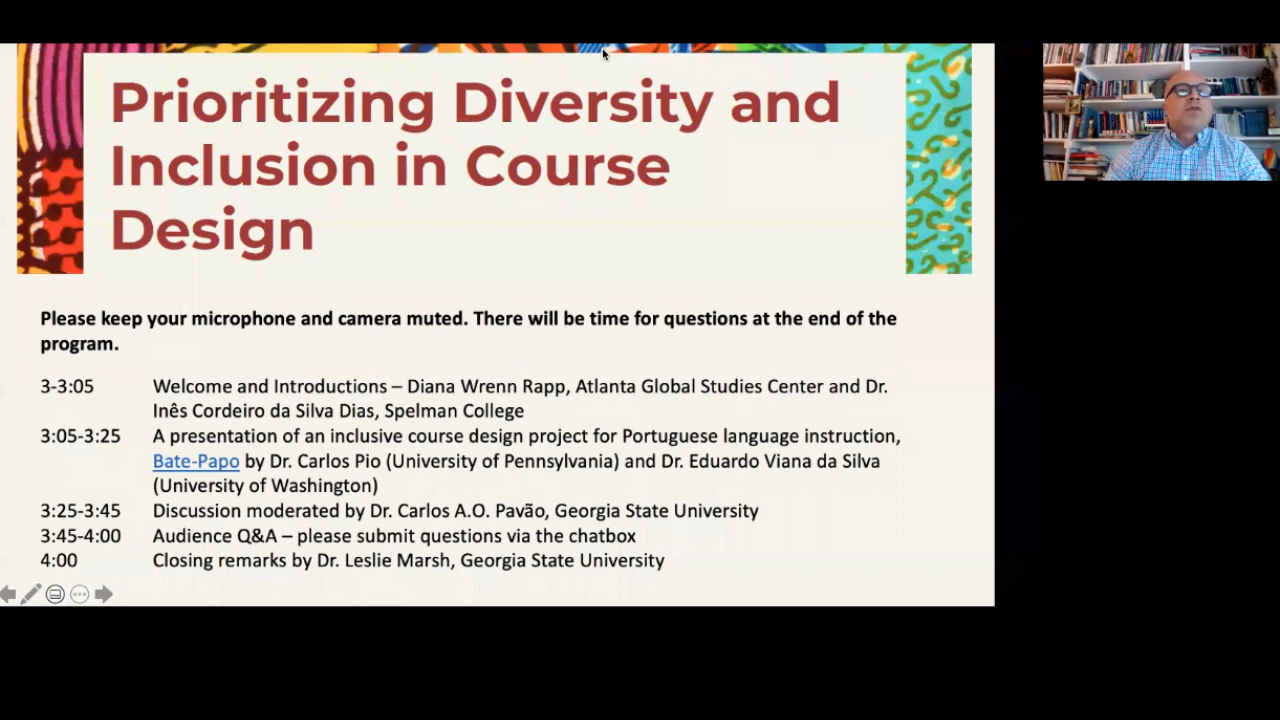 Prioritizing Diversity and
Inclusion in Course
Design
Please keep your microphone and camera muted. There will be time for questions at the end of the
program.
3-3:05 Welcome and Introductions – Diana Wrenn Rapp, Atlanta Global Studies Center and Dr.
Inês Cordeiro da Silva Dias, Spelman College
3:05-3:25 A presentation of an inclusive course design project for Portuguese language instruction,
Bate-Papo by Dr. Carlos Pio (University of Pennsylvania) and Dr. Eduardo Viana da Silva
(University of Washington)
3:25-3:45 Discussion moderated by Dr. Carlos A.O. Pavão, Georgia State University
3:45-4:00 Audience Q&A – please submit questions via the chatbox
4:00 Closing remarks by Dr. Leslie Marsh, Georgia State University